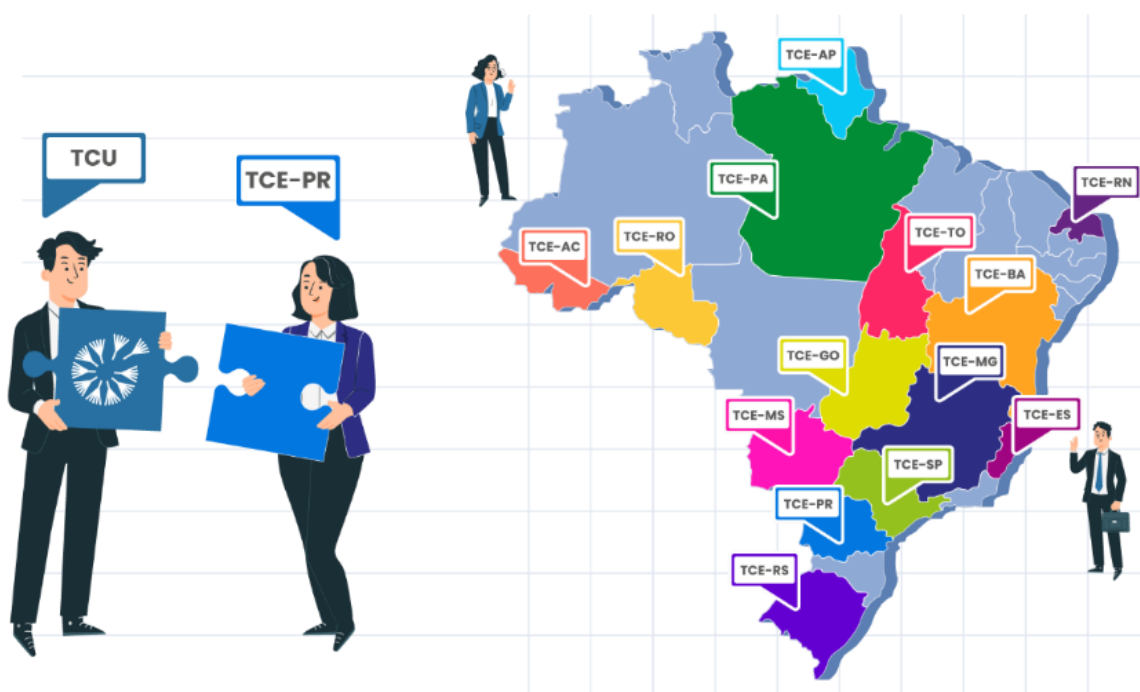 TCU
TCE-PR
TCE-AP
TCE-PA
TCE-RN
TCE-AC
TCE-RO
TCE-TO
TCE-BA
TCE-GO
TCE-MG
TCE-MS
TCE-ES
TCE-SP
TCE-PR
TCE-RS